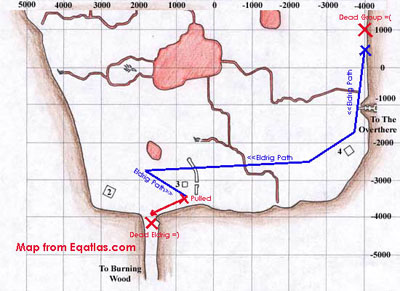 5000 4000 3000 2000 1000 0 -1000 -2000 -3000 -4000
Dead Group =(
1000
0
<<Eldrig Path
-1000
To The
Overthere
-2000
<<Eldrig Path
4
Eldrig Path>>
3
-3000
Pulled
-4000
Dead Eldrig =)
Map from Eqatlas.com
-5000
To Burning
Wood